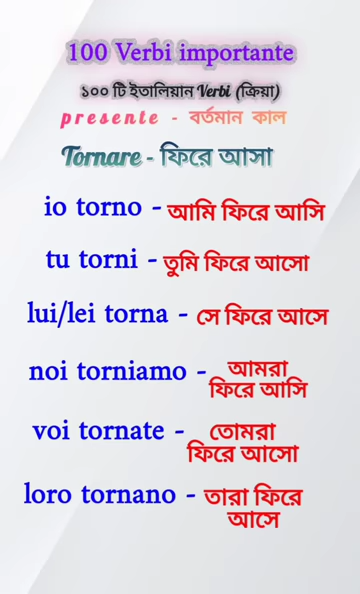 100 Verbi importante
১০০ টি ইতালিয়ান Verbi (ক্রিয়া)
presente - বর্তমান কাল
Tornare - ফিরে আসা
io torno - আমি ফিরে আসি
tu torni - তুমি ফিরে আসো
lui/lei torna - সে ফিরে আসে
noi torniamo - আমরা
ফিরে আসি
voi tornate - তোমরা
ফিরে আসো
loro tornano - তারা ফিরে
আসে